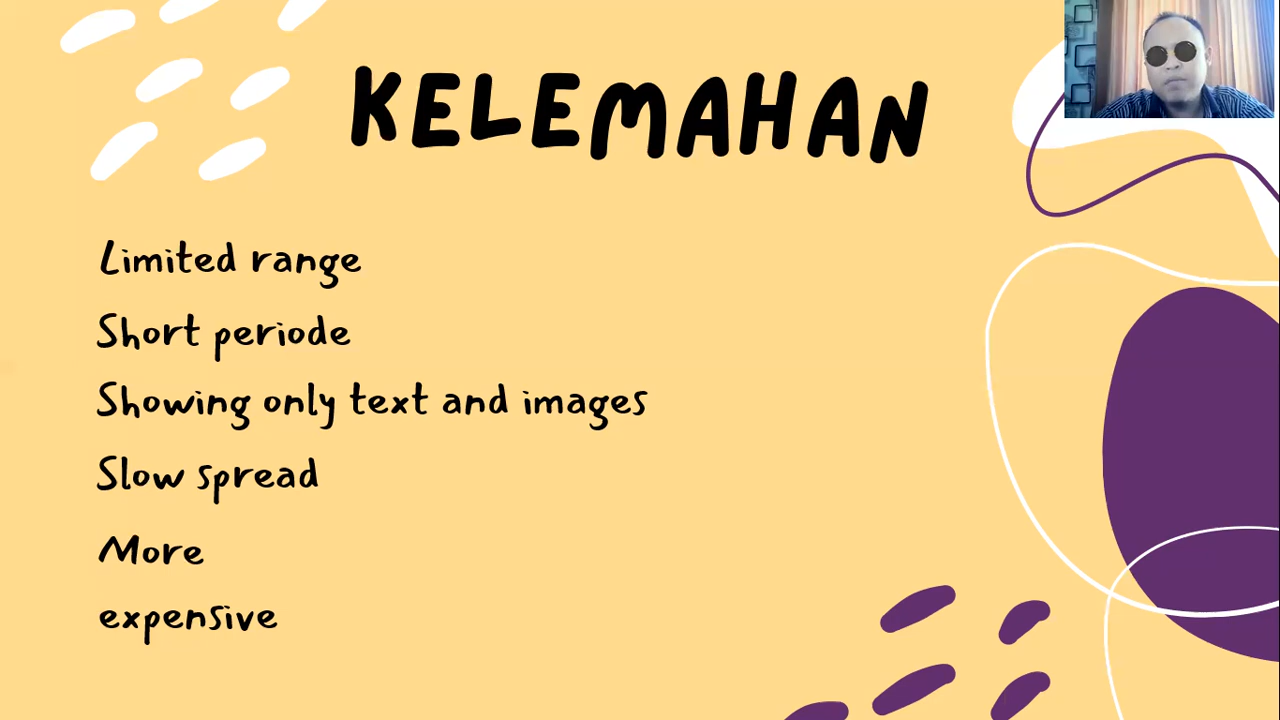 KELEMAHAN
Limited range
Short periode
Showing only text and images
Slow spread
More
expensive